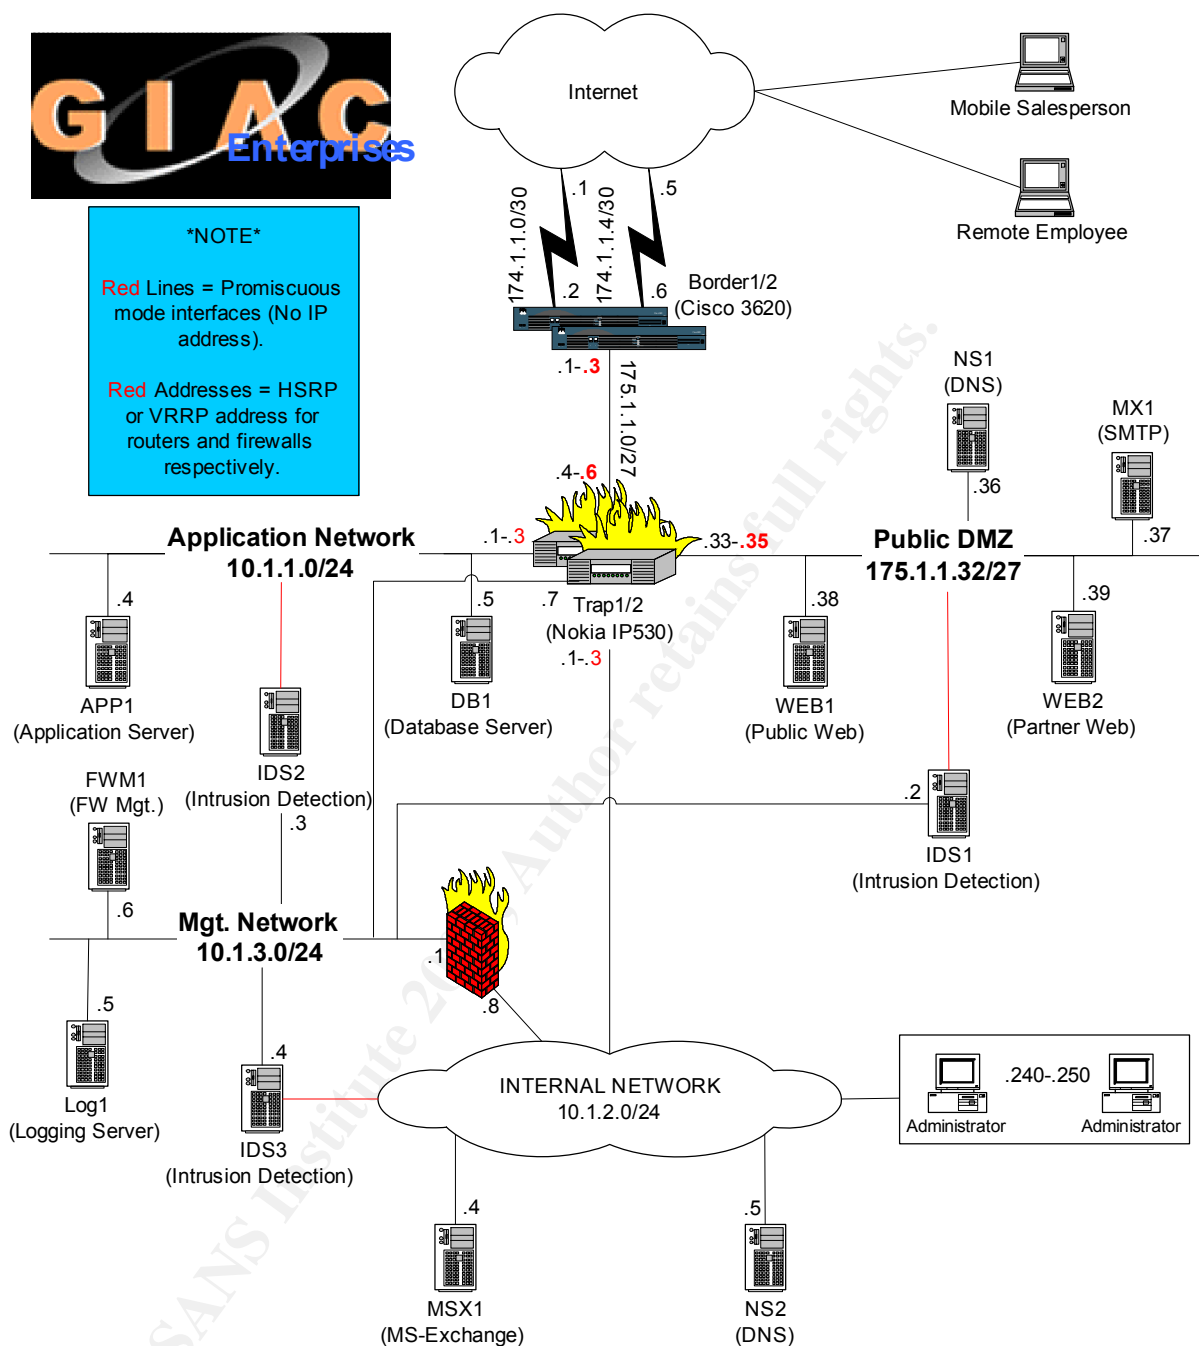 GIAC
Enterprises
Internet
Mobile Salesperson
Remote Employee
*NOTE*
Red Lines = Promiscuous
mode interfaces (No IP
address).
Red Addresses = HSRP
or VRRP address for
routers and firewalls
respectively.
174.1.1.0/30
.1
174.1.1.4/30
.5
.2
.6
Border1/2
(Cisco 3620)
.1-.3
175.1.1.0/27
.4-.6
NS1
(DNS)
.36
MX1
(SMTP)
.37
Application Network
10.1.1.0/24
.1-.3
.33-.35
Public DMZ
175.1.1.32/27
.4
.5
.7
Trap1/2
(Nokia IP530)
.1-.3
.38
.39
APP1
(Application Server)
DB1
(Database Server)
WEB1
(Public Web)
WEB2
(Partner Web)
IDS2
(Intrusion Detection)
.3
FWM1
(FW Mgt.)
.6
.2
IDS1
(Intrusion Detection)
Mgt. Network
10.1.3.0/24
.1
.8
.5
Log1
(Logging Server)
.4
IDS3
(Intrusion Detection)
INTERNAL NETWORK
10.1.2.0/24
.240-.250
Administrator
Administrator
.4
MSX1
(MS-Exchange)
.5
NS2
(DNS)
SANS Institute 20
, Author retains full rights.